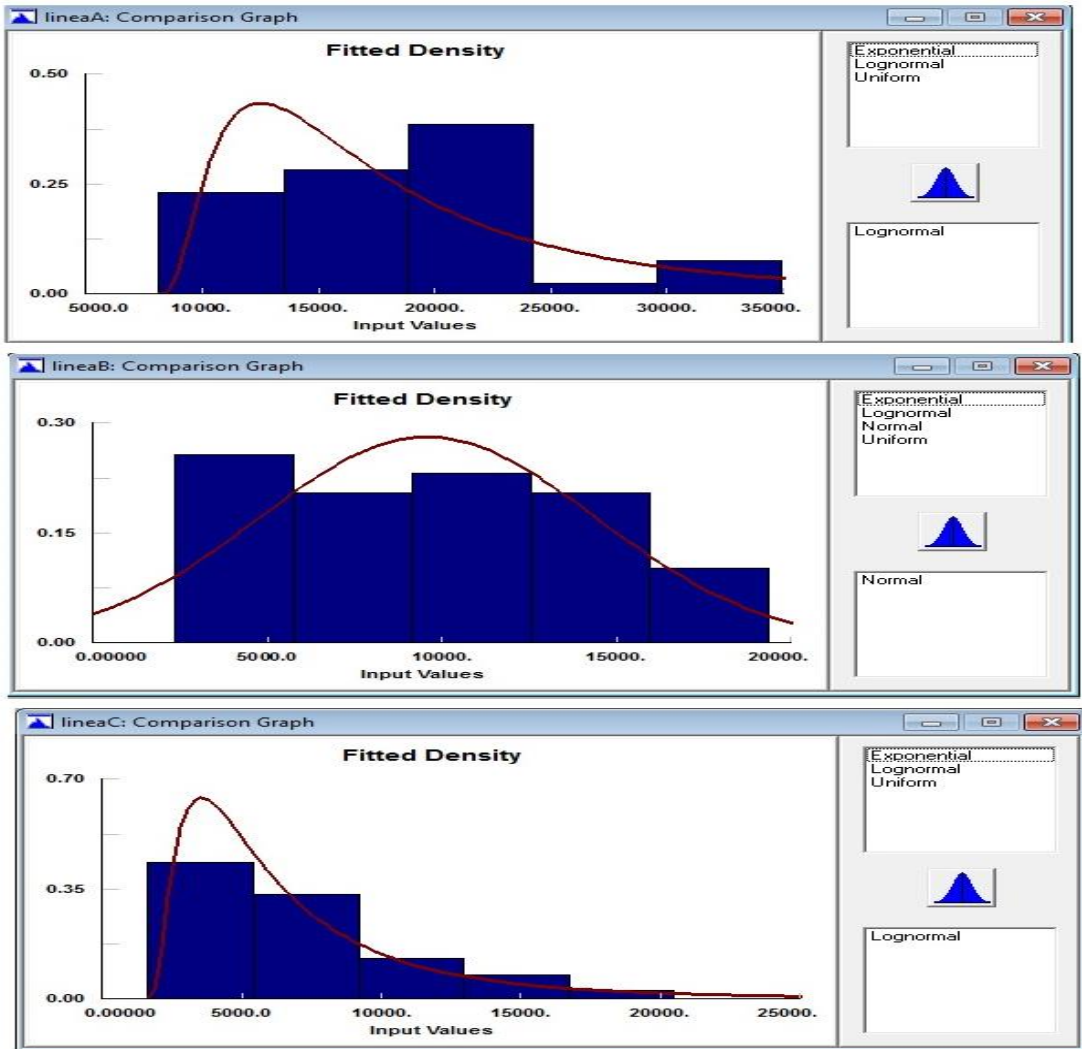 lineaA: Comparison Graph
Fitted Density
0.50
0.25
0.00
5000.0 10000. 15000. 20000. 25000. 30000. 35000.
Input Values
Exponential
Lognormal
Uniform
Lognormal
lineaB: Comparison Graph
Fitted Density
0.30
0.15
0.00
0.00000 5000.0 10000. 15000. 20000.
Input Values
Exponential
Lognormal
Normal
Uniform
Normal
lineaC: Comparison Graph
Fitted Density
0.70
0.35
0.00
0.00000 5000.0 10000. 15000. 20000. 25000.
Input Values
Exponential
Lognormal
Uniform
Lognormal